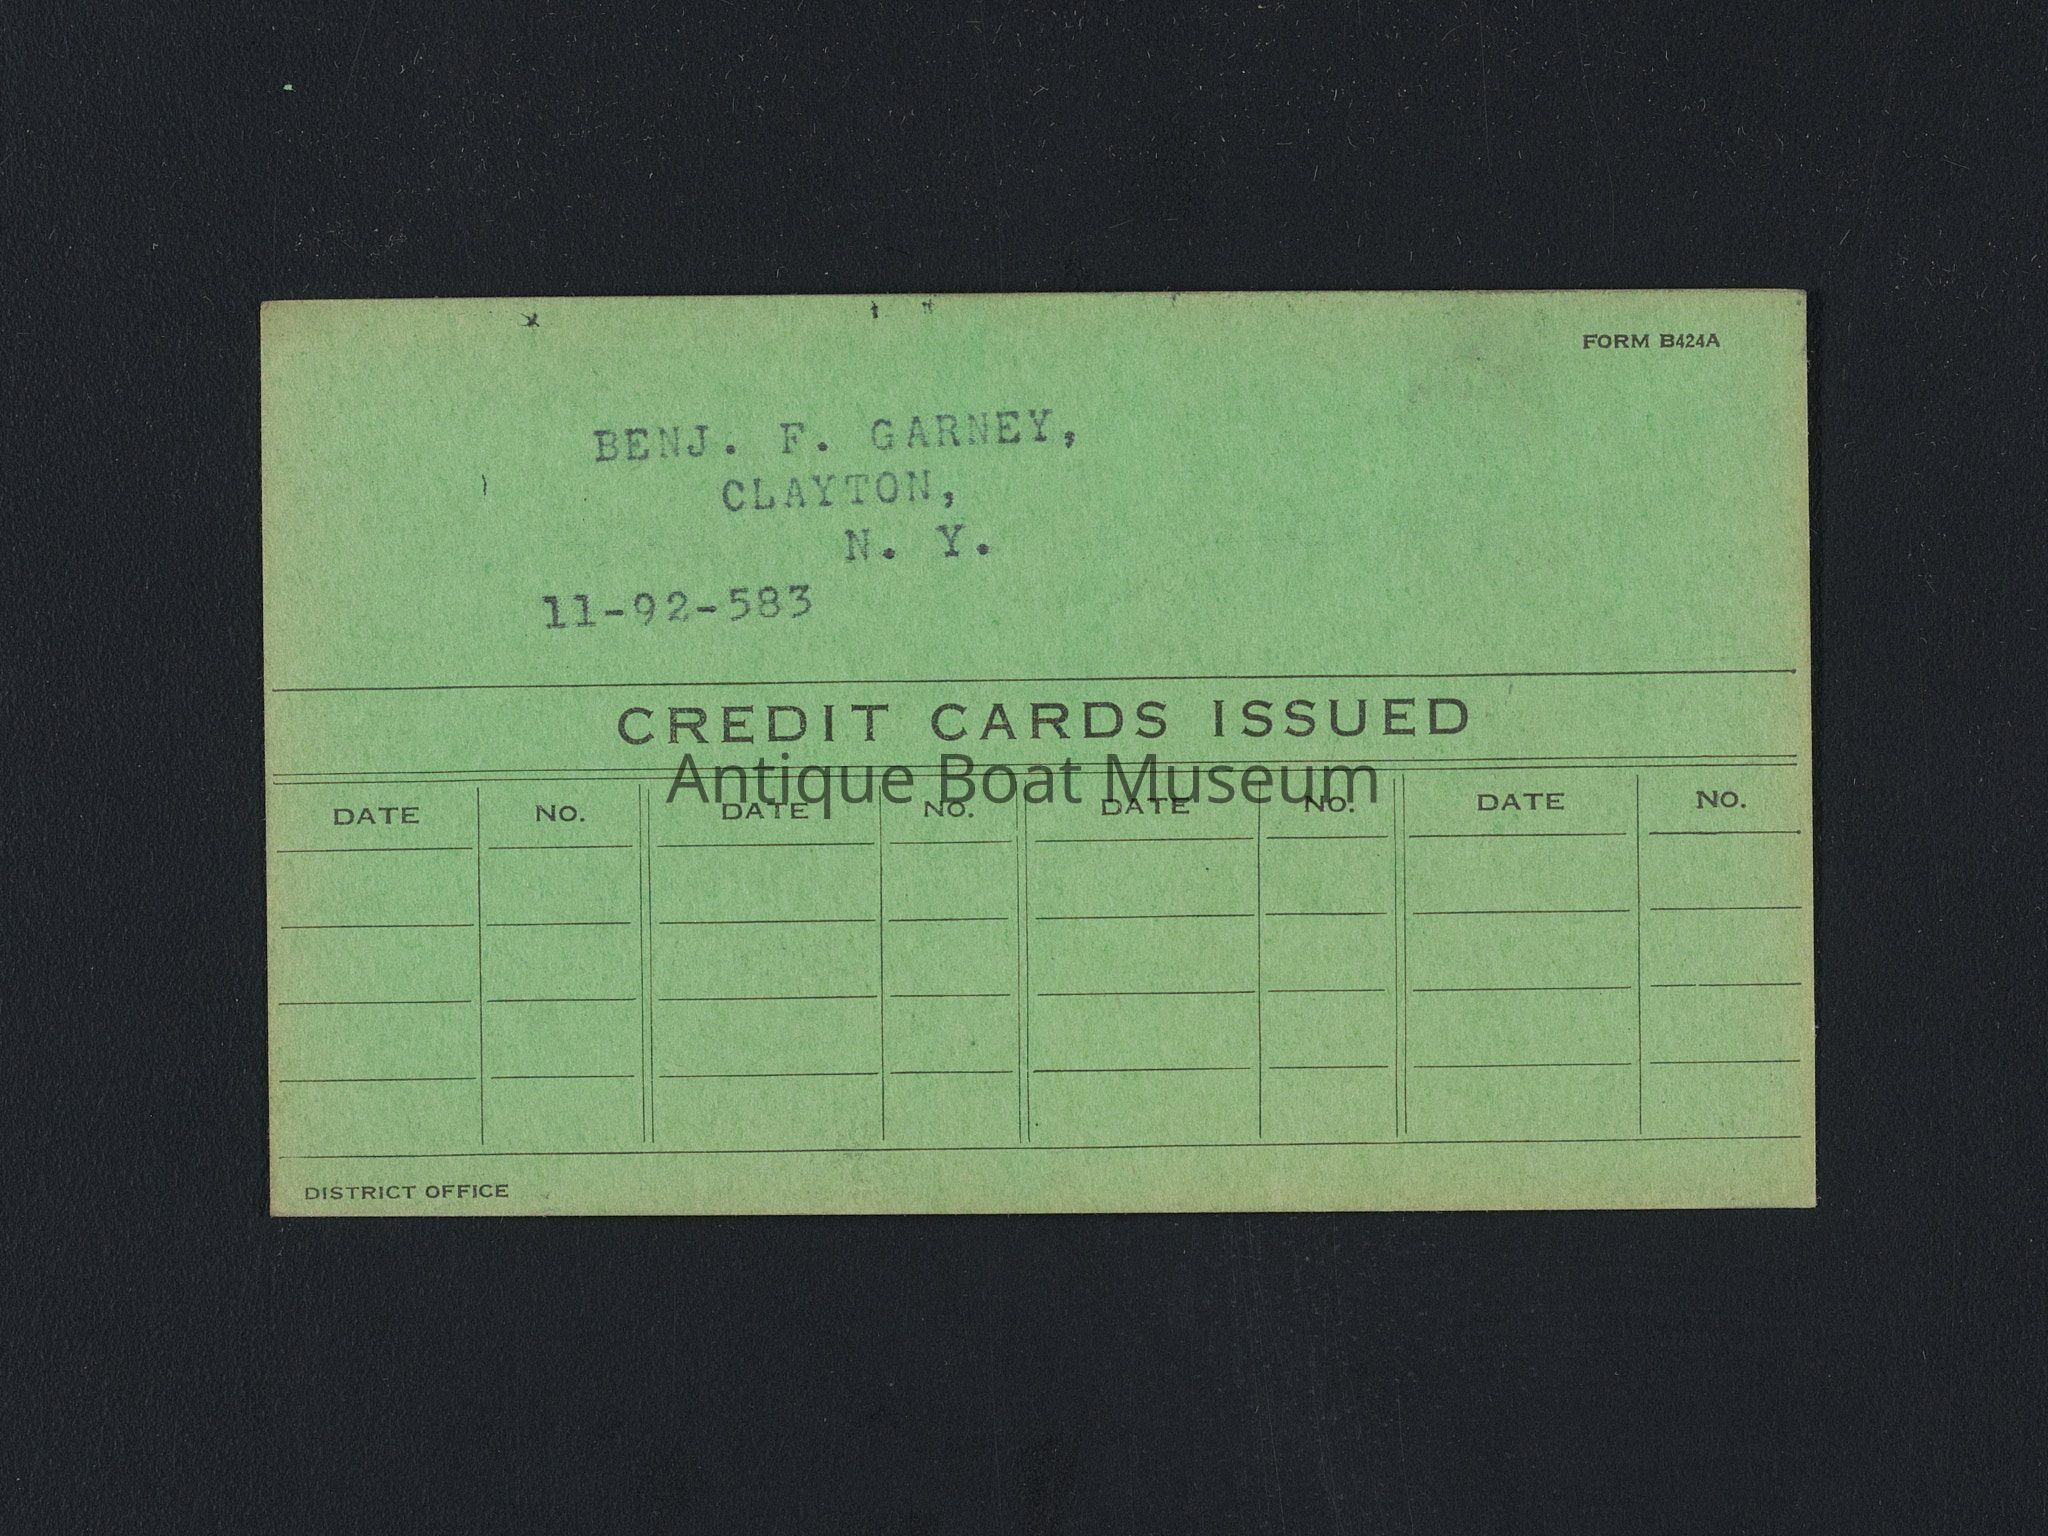 FORM B424A
BENJ. F. GARNEY,
CLAYTON,
N. Y.
11-92-583
CREDIT CARDS ISSUED
Antique Boat Museum
DATE NO. DATE NO. DATE NO. DATE NO.
DISTRICT OFFICE